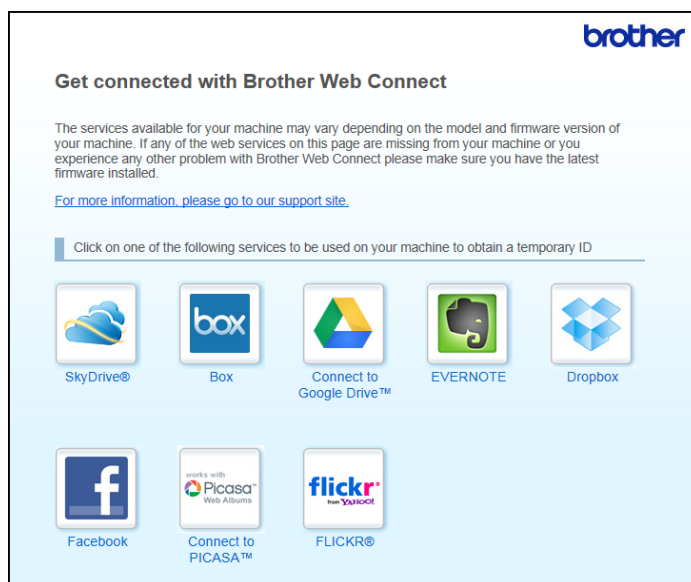 brother
Get connected with Brother Web Connect
The services available for your machine may vary depending on the model and firmware version of
your machine. If any of the web services on this page are missing from your machine or you
experience any other problem with Brother Web Connect please make sure you have the latest
firmware installed.
For more information, please go to our support site.
Click on one of the following services to be used on your machine to obtain a temporary ID
box
SkyDrive®
Box
Connect to
Google Drive™
EVERNOTE
Dropbox
f
works with
Picasa™
Web Albums
flickr®
from YAHOO!
Facebook
Connect to
PICASA™
FLICKR®